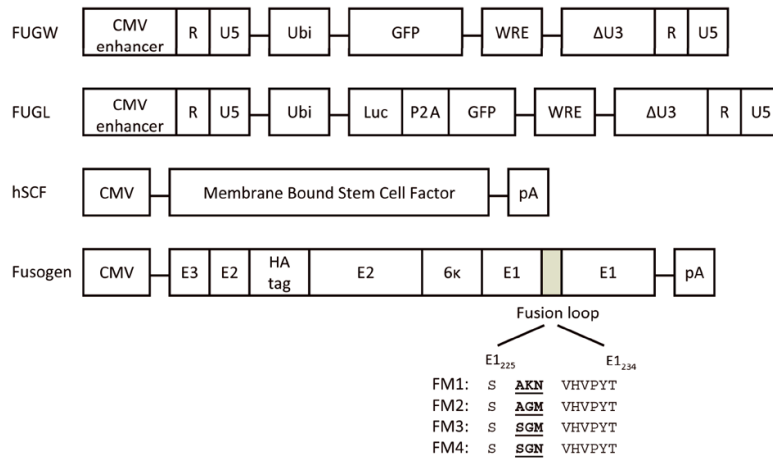 FUGW CMV enhancer R U5 Ubi GFP WRE ΔU3 R U5
FUGL CMV enhancer R U5 Ubi Luc P2A GFP WRE ΔU3 R U5
hSCF CMV Membrane Bound Stem Cell Factor pA
Fusogen CMV E3 E2 HA tag E2 6κ E1 E1 pA
Fusion loop
E1225 E1234
FM1: S AKN VHVPYT
FM2: S AGM VHVPYT
FM3: S SGM VHVPYT
FM4: S SGN VHVPYT